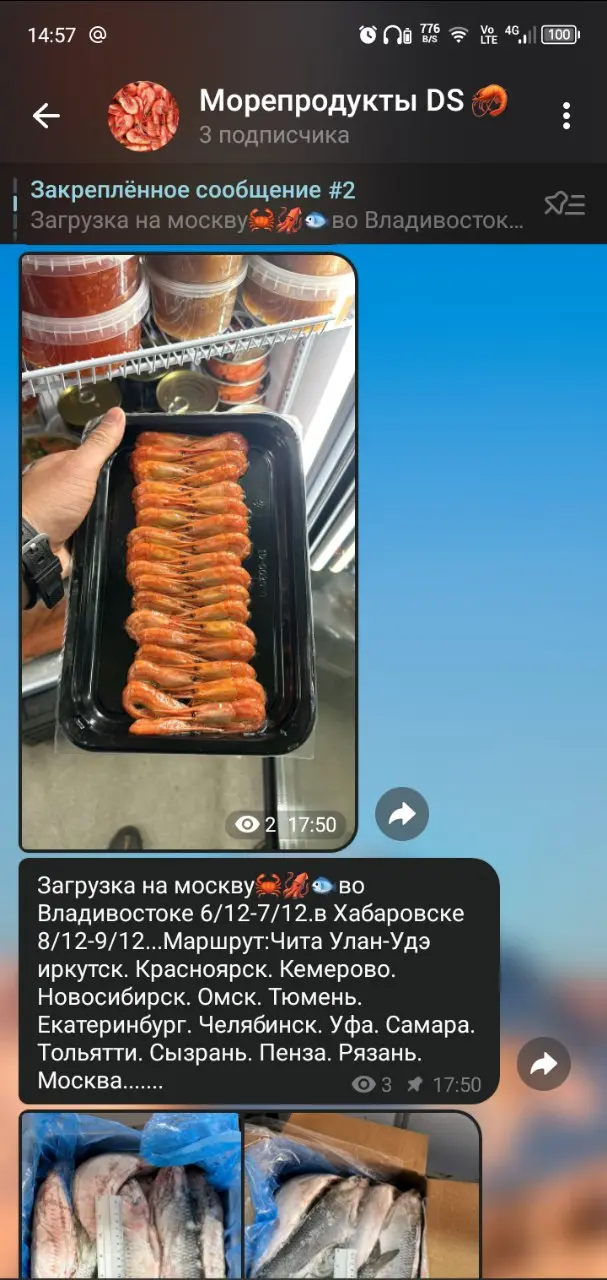 14:57 @ 776 B/S Vo LTE 4G 100
Морепродукты DS🦐
3 подписчика
Закреплённое сообщение #2
Загрузка на москву🦀🦑🐟во Владивосток...
2 17:50
Загрузка на москву🦀🦑🐟во
Владивостоке 6/12-7/12.в Хабаровске
8/12-9/12...Маршрут:Чита Улан-Удэ
иркутск. Красноярск. Кемерово.
Новосибирск. Омск. Тюмень.
Екатеринбург. Челябинск. Уфа. Самара.
Тольятти. Сызрань. Пенза. Рязань.
Москва.......
3 17:50